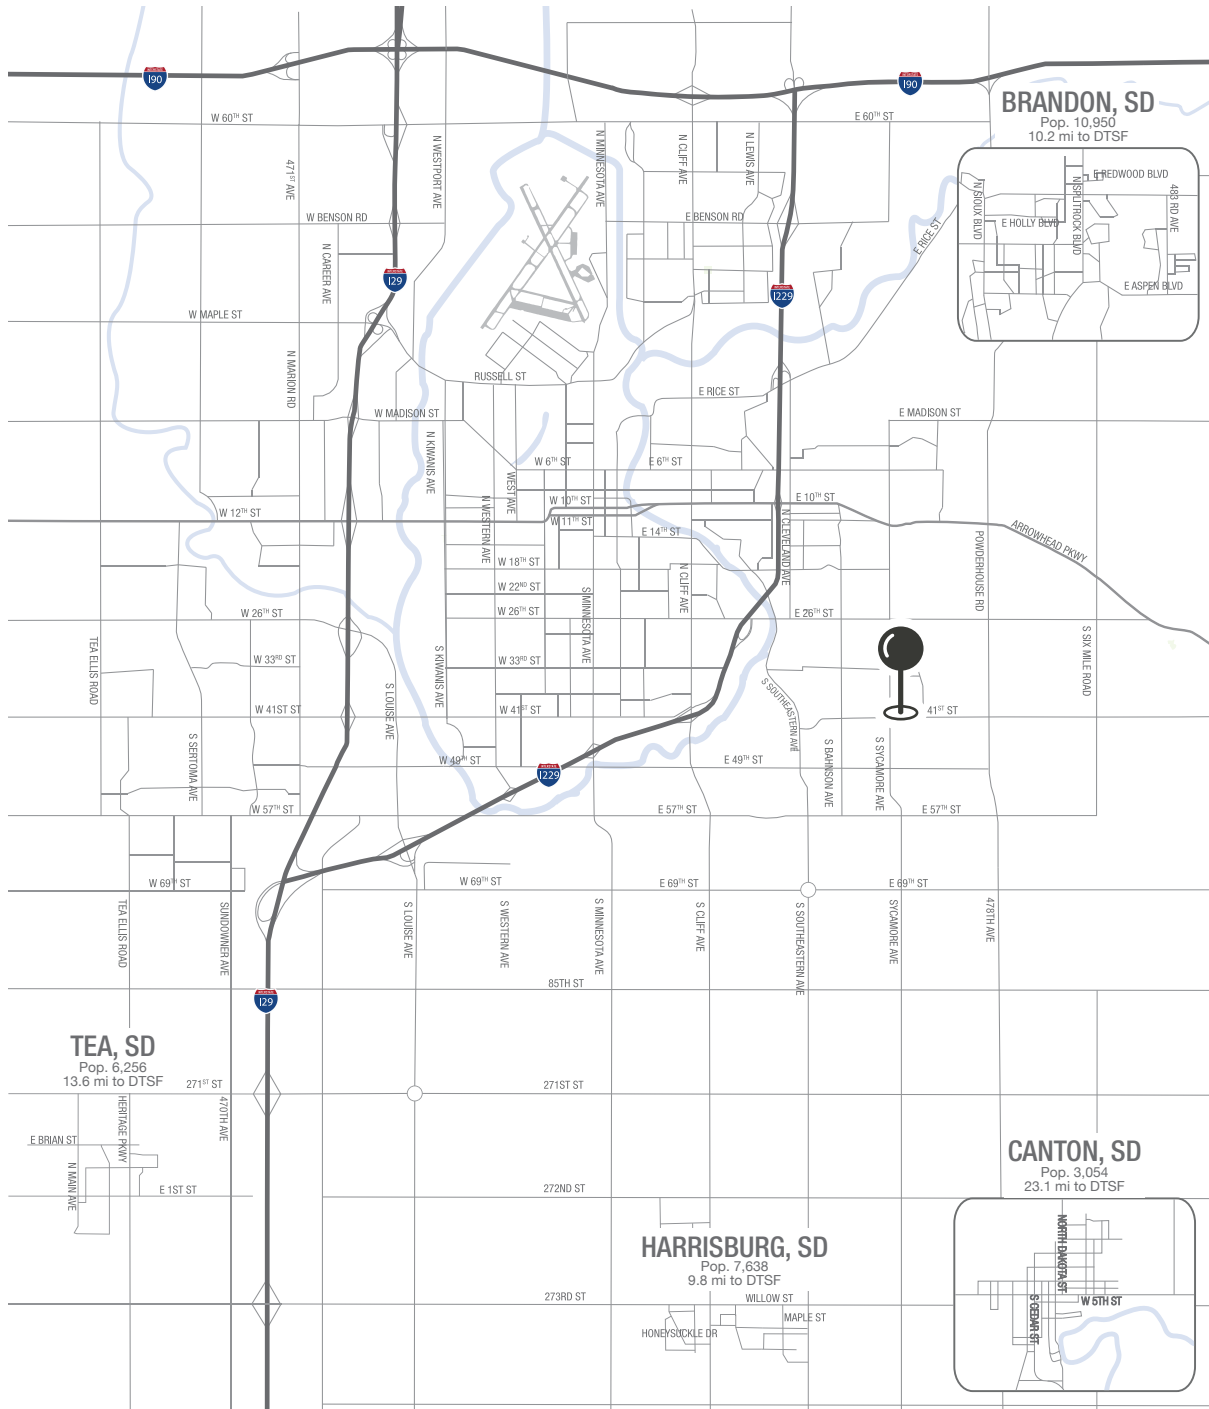 I90
I90
BRANDON, SD
Pop. 10,950
10.2 mi to DTSF
W 60TH ST
E 60TH ST
N WESTPORT AVE
N MINNESOTA AVE
N CLIFF AVE
N LEWIS AVE
471ST AVE
E REDWOOD BLVD
N SIOUX BLVD
N SPLITROCK BLVD
483 RD AVE
E HOLLY BLVD
E ASPEN BLVD
W BENSON RD
E BENSON RD
E RICE ST
N CAREER AVE
I29
I229
W MAPLE ST
N MARION RD
RUSSELL ST
E RICE ST
W MADISON ST
E MADISON ST
N KIWANIS AVE
W 6TH ST
E 6TH ST
WEST AVE
N WESTERN AVE
W 10TH ST
E 10TH ST
W 12TH ST
W 11TH ST
E 14TH ST
N CLEVELAND AVE
ARROWHEAD PKWY
POWDERHOUSE RD
W 18TH ST
N CLIFF AVE
W 22ND ST
S MINNESOTA AVE
W 26TH ST
W 26TH ST
E 26TH ST
TEA ELLIS ROAD
S SIX MILE ROAD
W 33RD ST
S KIWANIS AVE
W 33RD ST
S LOUISE AVE
S SOUTHEASTERN AVE
W 41ST ST
W 41ST ST
41ST ST
S SERTOMA AVE
S BAHNSON AVE
S SYCAMORE AVE
W 49TH ST
E 49TH ST
I229
W 57TH ST
E 57TH ST
E 57TH ST
W 69TH ST
W 69TH ST
E 69TH ST
E 69TH ST
TEA ELLIS ROAD
SUNDOWNER AVE
S LOUISE AVE
S WESTERN AVE
S MINNESOTA AVE
S CLIFF AVE
S SOUTHEASTERN AVE
SYCAMORE AVE
478TH AVE
85TH ST
I29
TEA, SD
Pop. 6,256
13.6 mi to DTSF
271ST ST
271ST ST
HERITAGE PKWY
470TH AVE
E BRIAN ST
N MAIN AVE
E 1ST ST
272ND ST
CANTON, SD
Pop. 3,054
23.1 mi to DTSF
NORTH DAKOTA ST
W 5TH ST
S CEDAR ST
HARRISBURG, SD
Pop. 7,638
9.8 mi to DTSF
273RD ST
WILLOW ST
MAPLE ST
HONEYSUCKLE DR